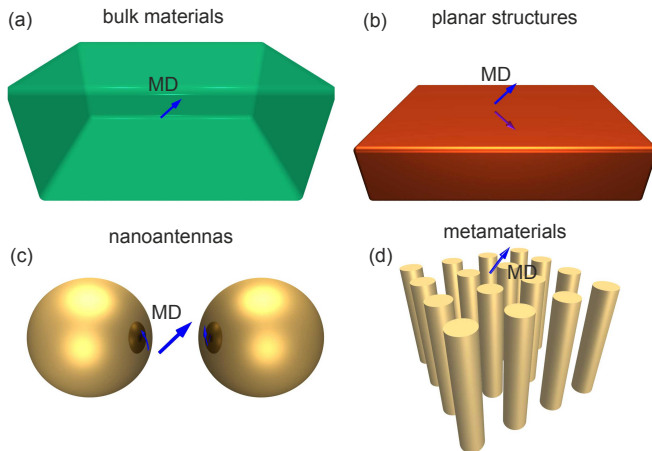 (a)
bulk materials
MD
(b)
planar structures
MD
(c)
nanoantennas
MD
metamaterials
(d)
MD